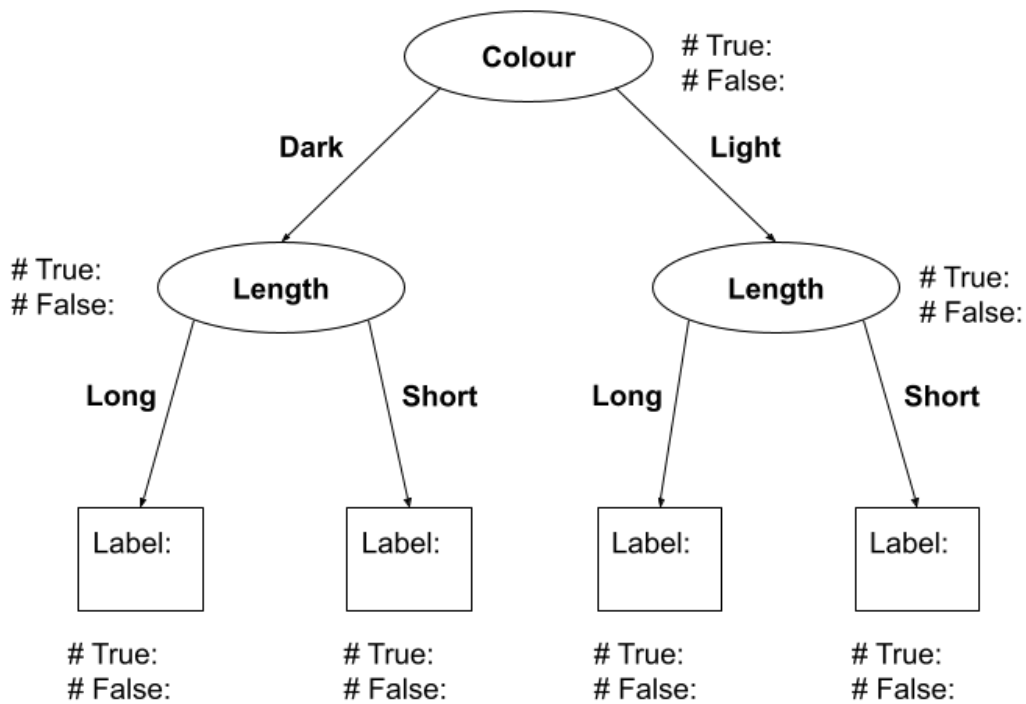 Colour
# True:
# False:
Dark
Light
# True:
# False:
Length
Length
# True:
# False:
Long
Short
Long
Short
Label:
Label:
Label:
Label:
# True:
# False:
# True:
# False:
# True:
# False:
# True:
# False: